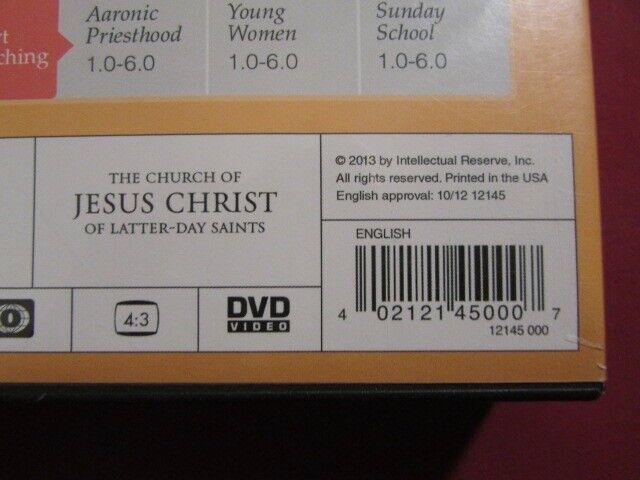 Aaronic
Priesthood
1.0-6.0
Young
Women
1.0-6.0
Sunday
School
1.0-6.0
THE CHURCH OF
JESUS CHRIST
OF LATTER-DAY SAINTS
© 2013 by Intellectual Reserve, Inc.
All rights reserved. Printed in the USA
English approval: 10/12 12145
ENGLISH
4 02121 45000 7
12145 000
0
4:3
DVD
VIDEO